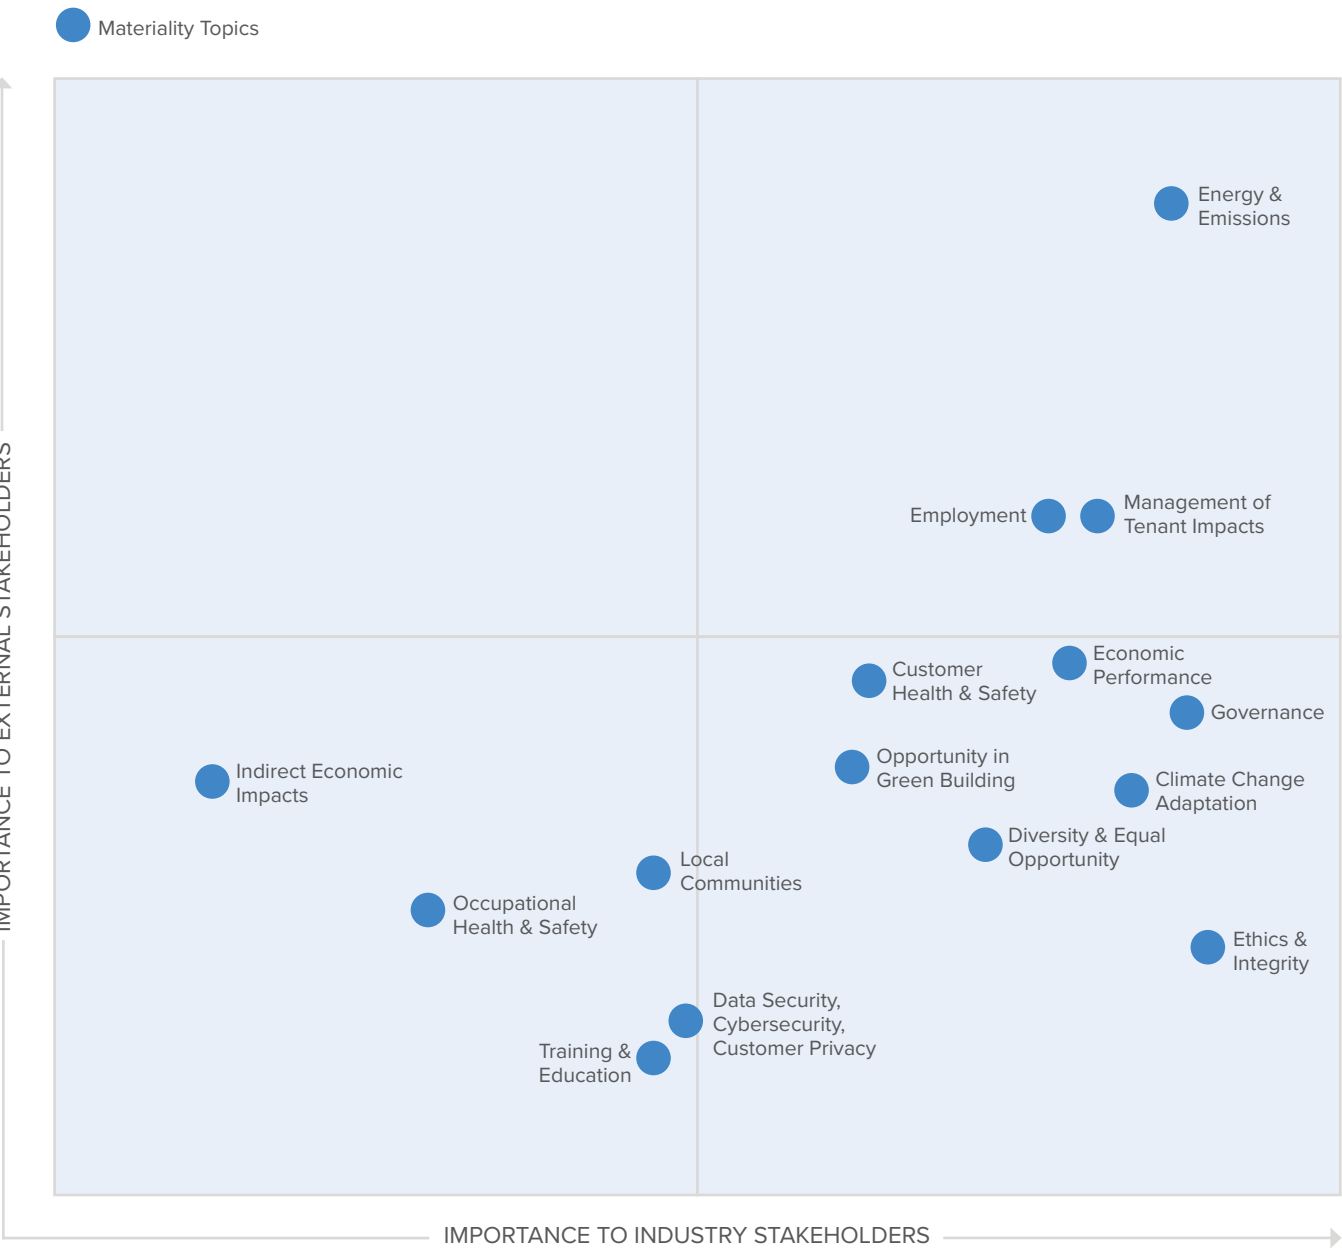 Materiality Topics
Energy &
Emissions
Employment
Management of
Tenant Impacts
Economic
Performance
Customer
Health & Safety
Governance
Opportunity in
Green Building
Indirect Economic
Impacts
Climate Change
Adaptation
Diversity & Equal
Opportunity
Local
Communities
Occupational
Health & Safety
Ethics &
Integrity
Data Security,
Cybersecurity,
Customer Privacy
Training &
Education
IMPORTANCE TO EXTERNAL STAKEHOLDERS
IMPORTANCE TO INDUSTRY STAKEHOLDERS